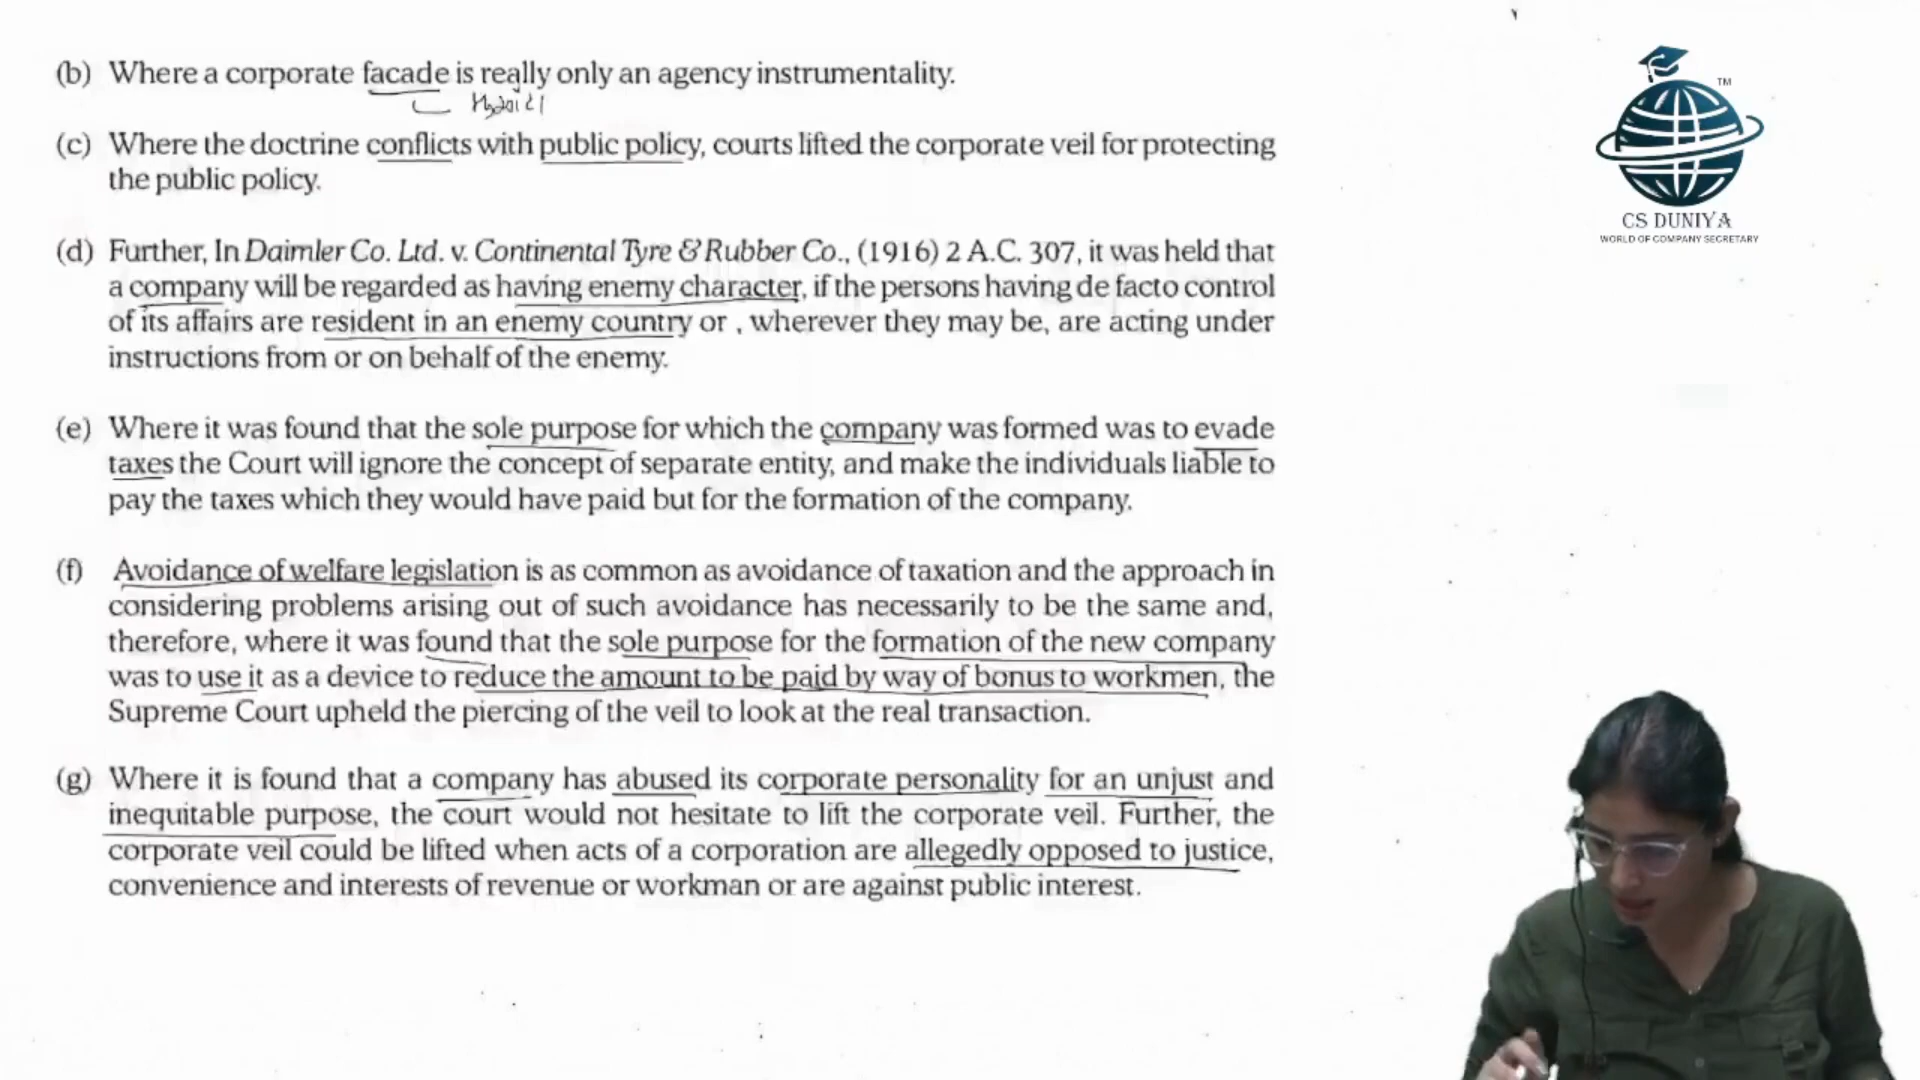 (b) Where a corporate facade is really only an agency instrumentality.
(c) Where the doctrine conflicts with public policy, courts lifted the corporate veil for protecting
the public policy.
(d) Further, In Daimler Co. Ltd. v. Continental Tyre & Rubber Co., (1916) 2 A.C. 307, it was held that
a company will be regarded as having enemy character, if the persons having de facto control
of its affairs are resident in an enemy country or , wherever they may be, are acting under
instructions from or on behalf of the enemy.
(e) Where it was found that the sole purpose for which the company was formed was to evade
taxes the Court will ignore the concept of separate entity, and make the individuals liable to
pay the taxes which they would have paid but for the formation of the company.
(f) Avoidance of welfare legislation is as common as avoidance of taxation and the approach in
considering problems arising out of such avoidance has necessarily to be the same and,
therefore, where it was found that the sole purpose for the formation of the new company
was to use it as a device to reduce the amount to be paid by way of bonus to workmen, the
Supreme Court upheld the piercing of the veil to look at the real transaction.
(g) Where it is found that a company has abused its corporate personality for an unjust and
inequitable purpose, the court would not hesitate to lift the corporate veil. Further, the
corporate veil could be lifted when acts of a corporation are allegedly opposed to justice,
convenience and interests of revenue or workman or are against public interest.
TM
CS DUNIYA
WORLD OF COMPANY SECRETARY